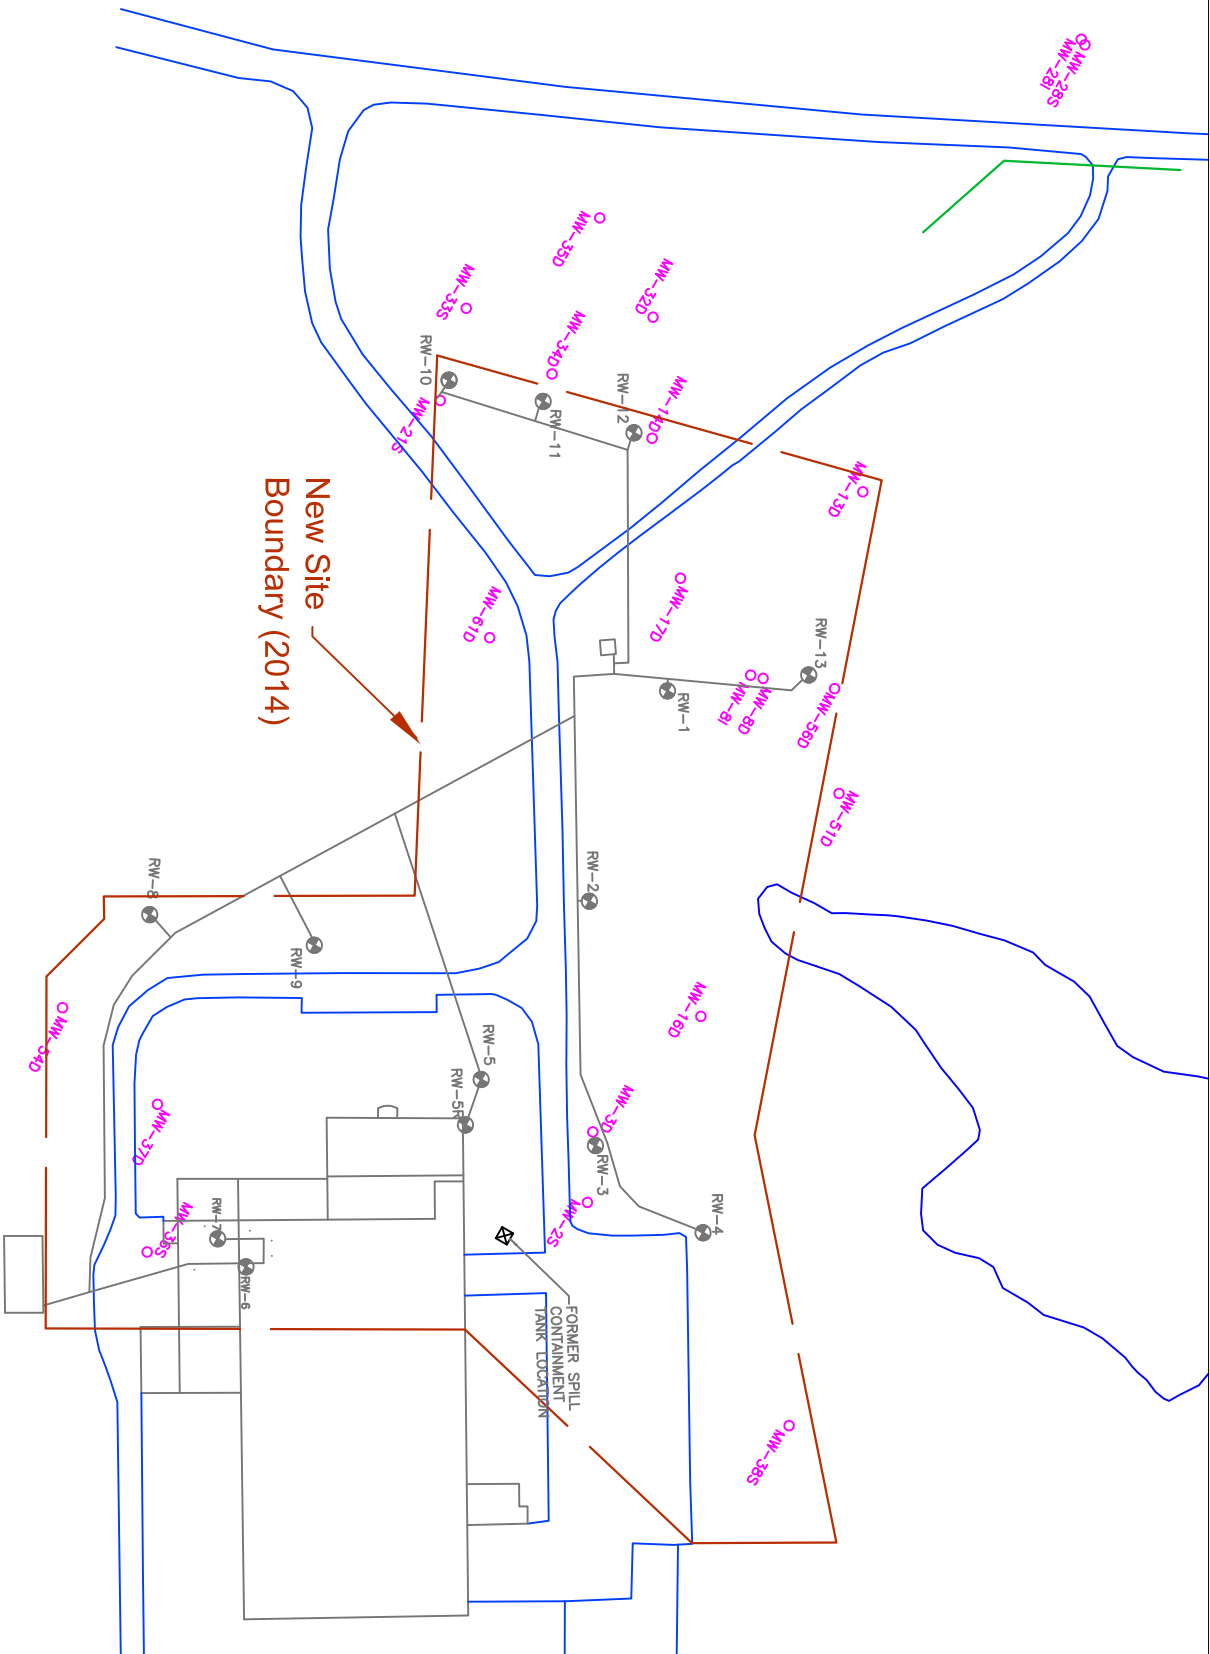 MW-28S
MW-28I
MW-35D
MW-32D
MW-33S
MW-34D
RW-10
RW-12
MW-14D
RW-11
MW-21S
MW-13D
New Site
Boundary (2014)
MW-61D
MW-17D
RW-13
RW-1
MW-8I
MW-8D
MW-56D
MW-51D
RW-2
RW-8
RW-9
MW-16D
MW-54D
RW-5
RW-5R
MW-3D
MW-37D
RW-3
MW-2S
RW-4
RW-7
MW-36S
RW-6
FORMER SPILL
CONTAINMENT
TANK LOCATION
MW-38S